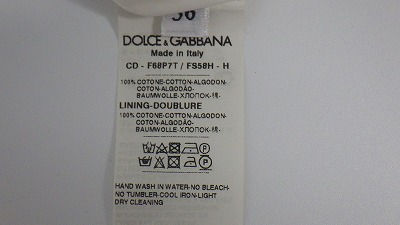 36
DOLCE & GABBANA
Made in Italy
CD - F68P7T / FS58H - H
100% COTONE-COTTON-ALGODON-
COTON-ALGODÃO-
BAUMWOLLE-ХЛОПОК-棉-
LINING-DOUBLURE
100% COTONE-COTTON-ALGODON-
COTON-ALGODÃO-
BAUMWOLLE-ХЛОПОК-棉-
HAND WASH IN WATER-NO BLEACH-
NO TUMBLER-COOL IRON-LIGHT
DRY CLEANING